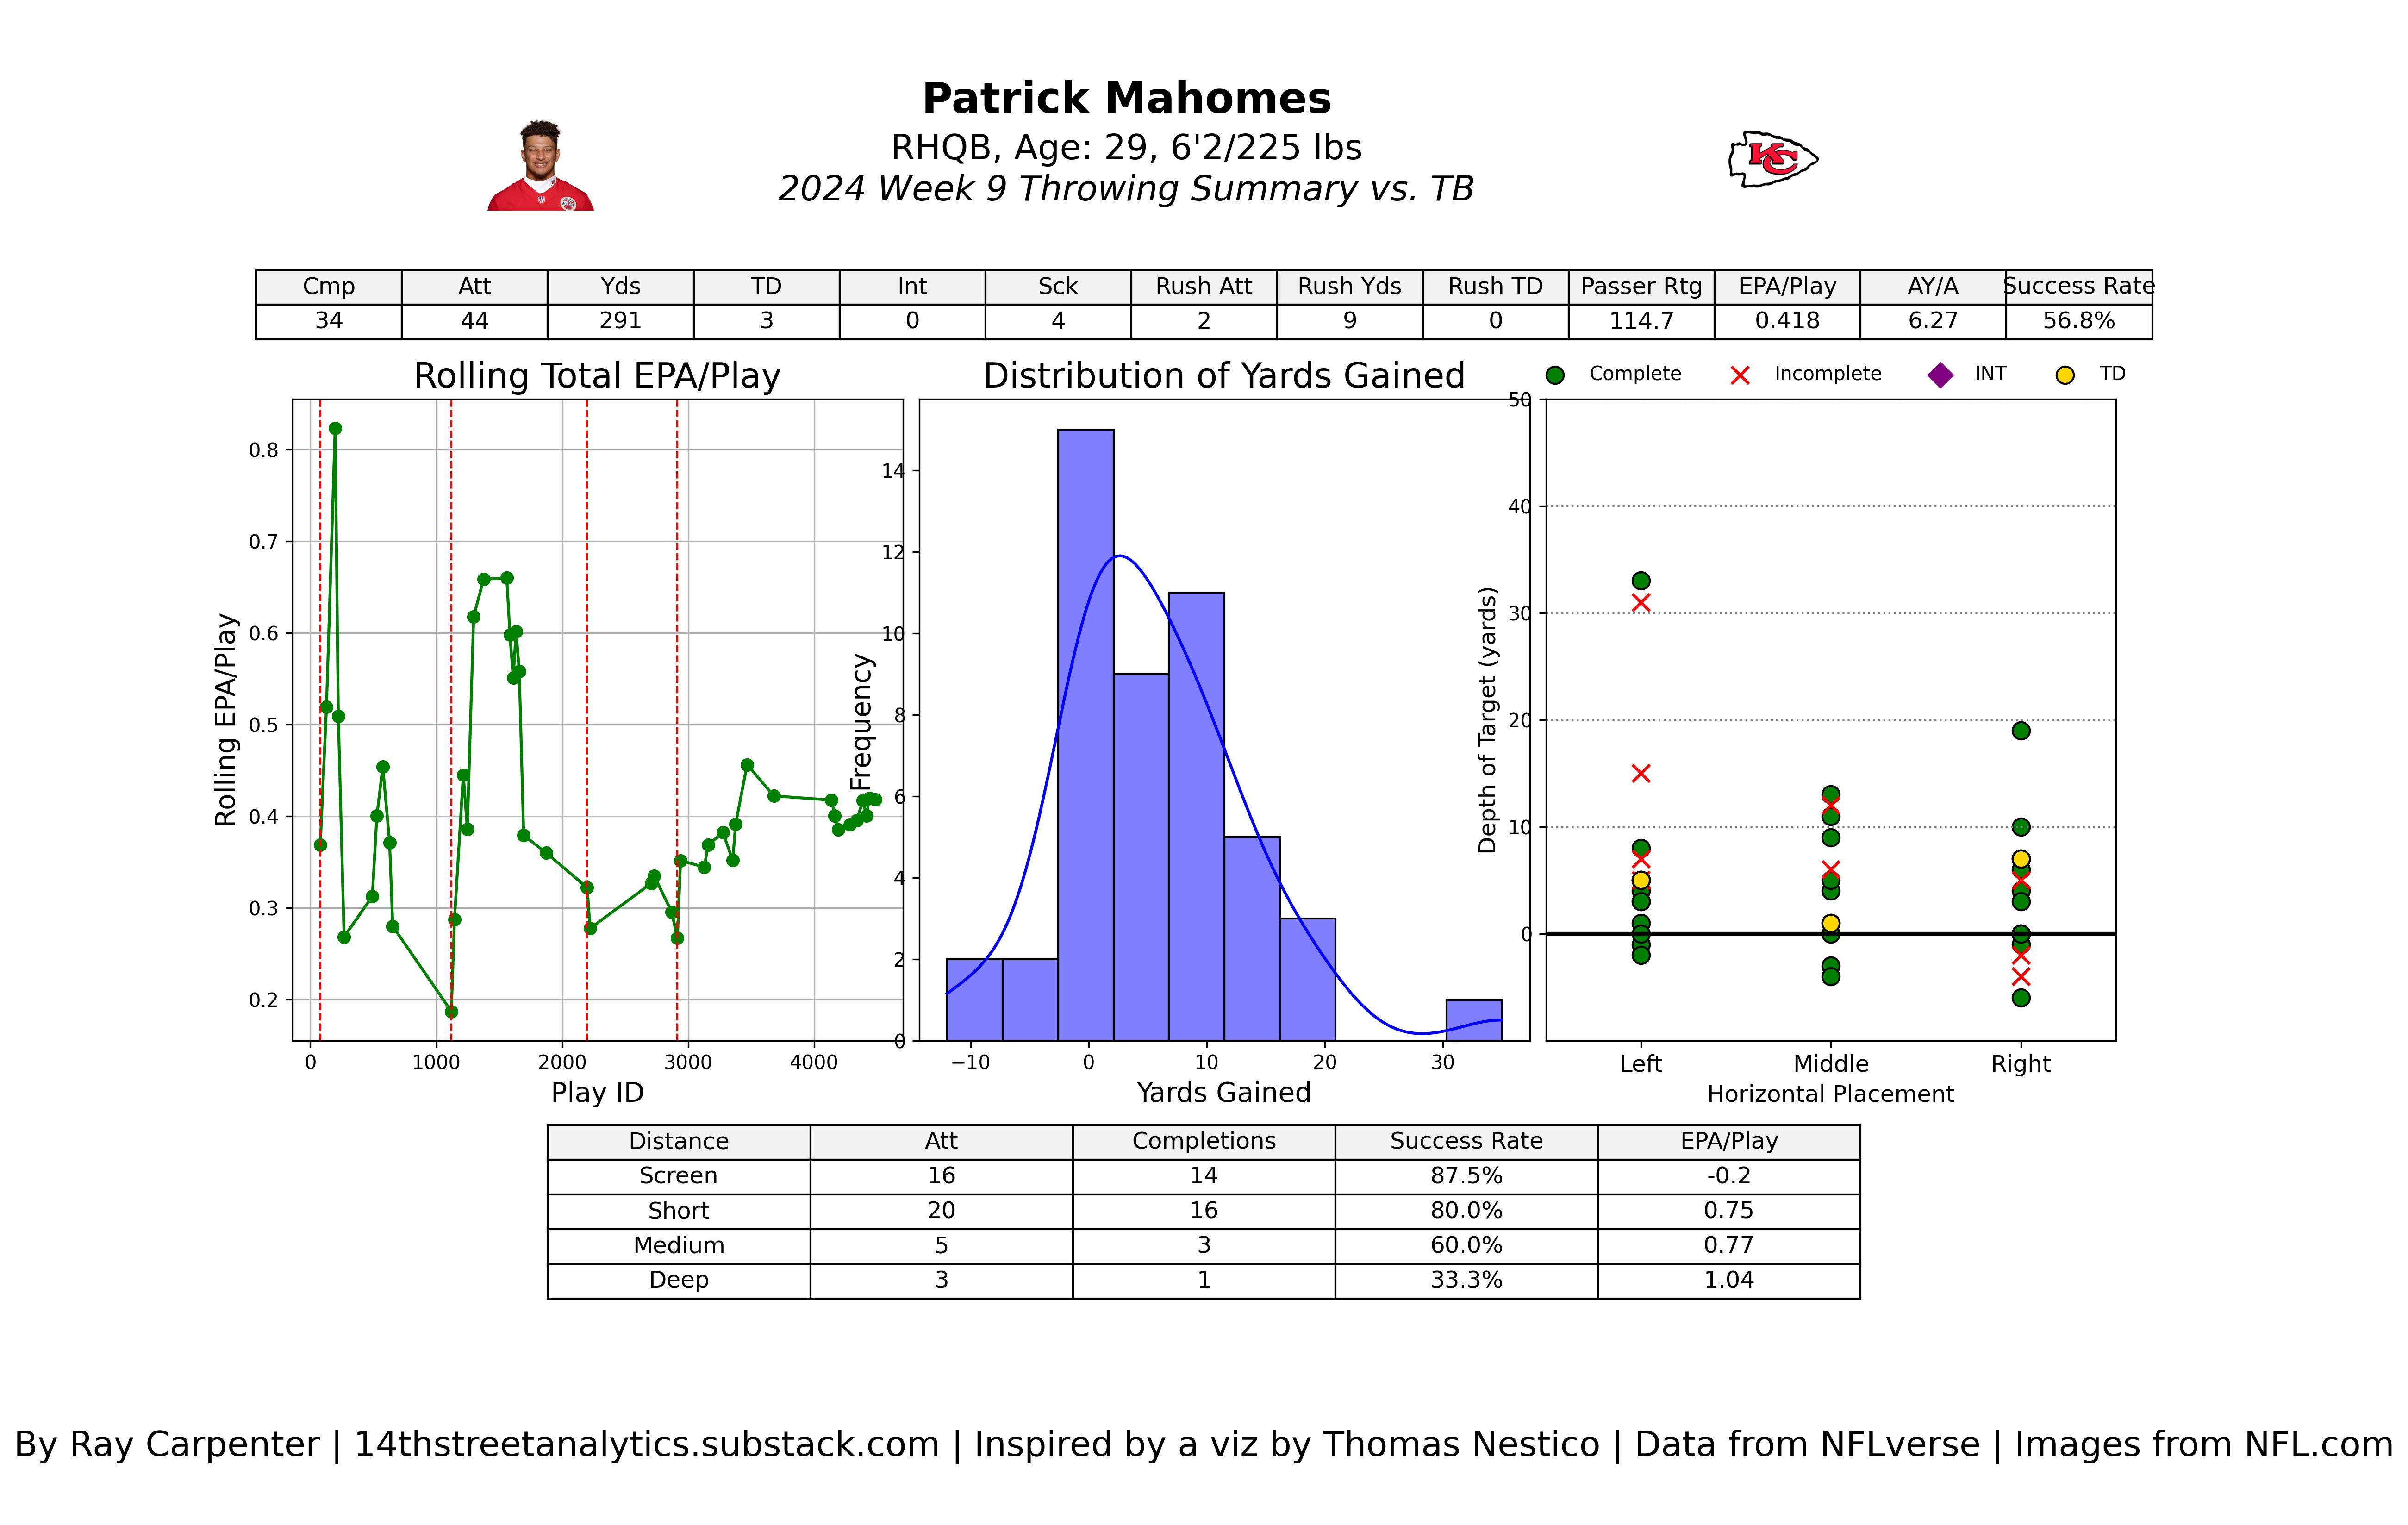 Patrick Mahomes
RHQB, Age: 29, 6'2/225 lbs
2024 Week 9 Throwing Summary vs. TB
KC
Cmp Att Yds TD Int Sck Rush Att Rush Yds Rush TD Passer Rtg EPA/Play AY/A Success Rate
34 44 291 3 0 4 2 9 0 114.7 0.418 6.27 56.8%
Rolling Total EPA/Play
0.8
0.7
0.6
0.5
0.4
0.3
0.2
Rolling EPA/Play
0 1000 2000 3000 4000
Play ID
Distribution of Yards Gained
14
12
10
8
6
4
2
0
Frequency
−10 0 10 20 30
Yards Gained
Complete Incomplete INT TD
50
40
30
20
10
0
Depth of Target (yards)
Left Middle Right
Horizontal Placement
Distance Att Completions Success Rate EPA/Play
Screen 16 14 87.5% -0.2
Short 20 16 80.0% 0.75
Medium 5 3 60.0% 0.77
Deep 3 1 33.3% 1.04
By Ray Carpenter | 14thstreetanalytics.substack.com | Inspired by a viz by Thomas Nestico | Data from NFLverse | Images from NFL.com